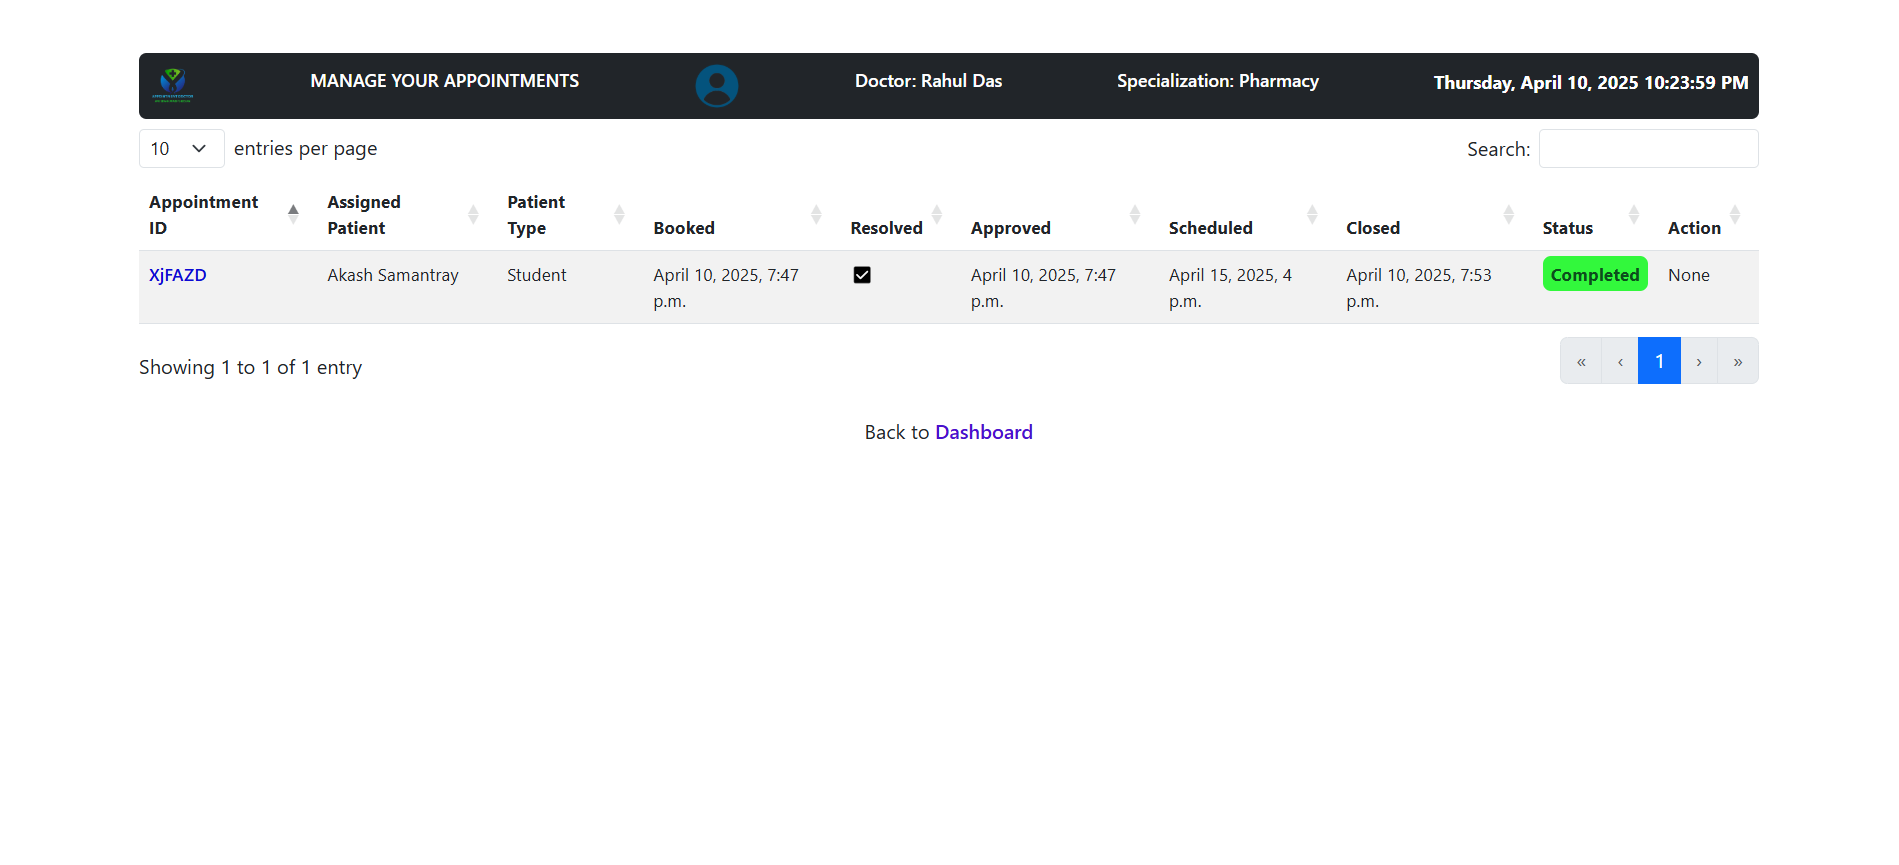 MANAGE YOUR APPOINTMENTS
Doctor: Rahul Das
Specialization: Pharmacy
Thursday, April 10, 2025 10:23:59 PM
10
entries per page
Search:
Appointment
ID
Assigned
Patient
Patient
Type
Booked
Resolved
Approved
Scheduled
Closed
Status
Action
XjFAZD
Akash Samantray
Student
April 10, 2025, 7:47
p.m.
April 10, 2025, 7:47
p.m.
April 15, 2025, 4
p.m.
April 10, 2025, 7:53
p.m.
Completed
None
Showing 1 to 1 of 1 entry
« ‹ 1 › »
Back to Dashboard